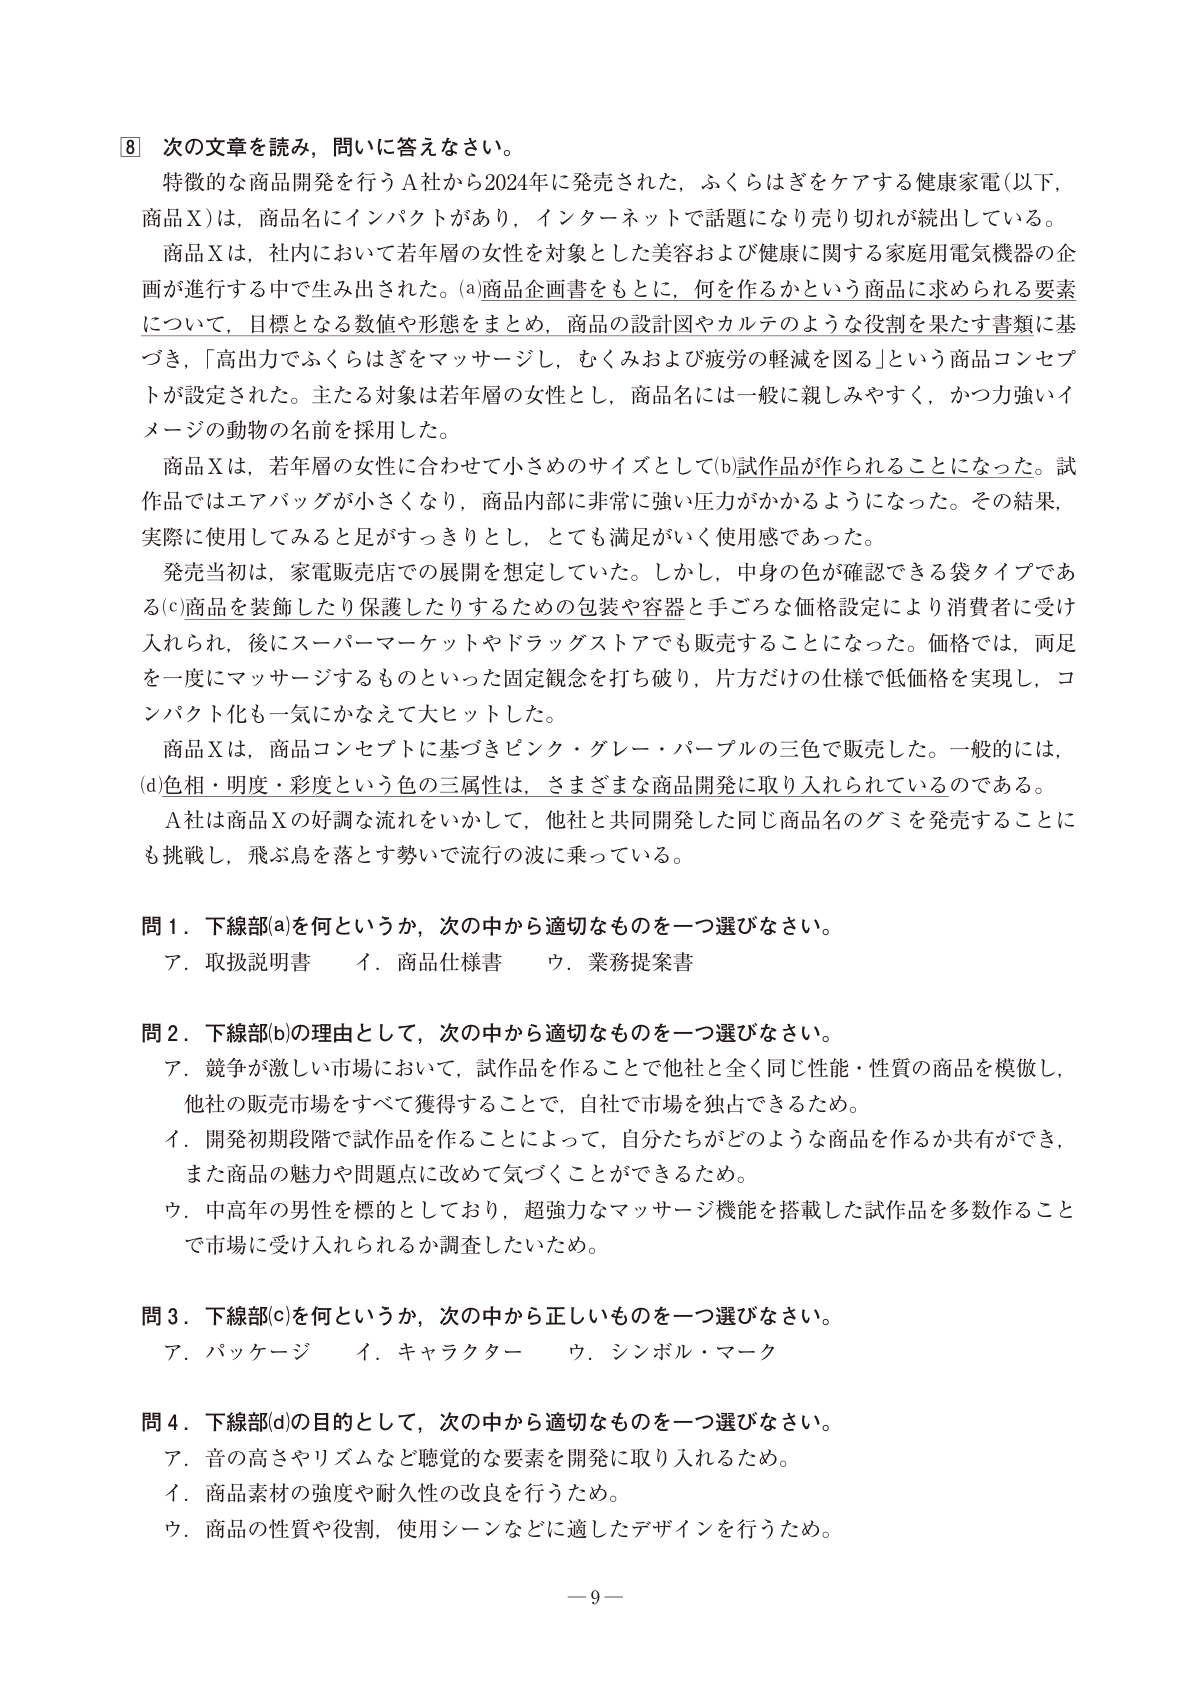 8 次の文章を読み，問いに答えなさい。
特徴的な商品開発を行うＡ社から2024年に発売された，ふくらはぎをケアする健康家電(以下，
商品Ｘ)は，商品名にインパクトがあり，インターネットで話題になり売り切れが続出している。
商品Ｘは，社内において若年層の女性を対象とした美容および健康に関する家庭用電気機器の企
画が進行する中で生み出された。(a)商品企画書をもとに，何を作るかという商品に求められる要素
について，目標となる数値や形態をまとめ，商品の設計図やカルテのような役割を果たす書類に基
づき，「高出力でふくらはぎをマッサージし，むくみおよび疲労の軽減を図る」という商品コンセプ
トが設定された。主たる対象は若年層の女性とし，商品名には一般に親しみやすく，かつ力強いイ
メージの動物の名前を採用した。
商品Ｘは，若年層の女性に合わせて小さめのサイズとして(b)試作品が作られることになった。試
作品ではエアバッグが小さくなり，商品内部に非常に強い圧力がかかるようになった。その結果，
実際に使用してみると足がすっきりとし，とても満足がいく使用感であった。
発売当初は，家電販売店での展開を想定していた。しかし，中身の色が確認できる袋タイプであ
る(c)商品を装飾したり保護したりするための包装や容器と手ごろな価格設定により消費者に受け
入れられ，後にスーパーマーケットやドラッグストアでも販売することになった。価格では，両足
を一度にマッサージするものといった固定観念を打ち破り，片方だけの仕様で低価格を実現し，コ
ンパクト化も一気にかなえて大ヒットした。
商品Ｘは，商品コンセプトに基づきピンク・グレー・パープルの三色で販売した。一般的には，
(d)色相・明度・彩度という色の三属性は，さまざまな商品開発に取り入れられているのである。
Ａ社は商品Ｘの好調な流れをいかして，他社と共同開発した同じ商品名のグミを発売することに
も挑戦し，飛ぶ鳥を落とす勢いで流行の波に乗っている。
問１．下線部(a)を何というか，次の中から適切なものを一つ選びなさい。
ア．取扱説明書 イ．商品仕様書 ウ．業務提案書
問２．下線部(b)の理由として，次の中から適切なものを一つ選びなさい。
ア．競争が激しい市場において，試作品を作ることで他社と全く同じ性能・性質の商品を模倣し，
他社の販売市場をすべて獲得することで，自社で市場を独占できるため。
イ．開発初期段階で試作品を作ることによって，自分たちがどのような商品を作るか共有ができ，
また商品の魅力や問題点に改めて気づくことができるため。
ウ．中高年の男性を標的としており，超強力なマッサージ機能を搭載した試作品を多数作ること
で市場に受け入れられるか調査したいため。
問３．下線部(c)を何というか，次の中から正しいものを一つ選びなさい。
ア．パッケージ イ．キャラクター ウ．シンボル・マーク
問４．下線部(d)の目的として，次の中から適切なものを一つ選びなさい。
ア．音の高さやリズムなど聴覚的な要素を開発に取り入れるため。
イ．商品素材の強度や耐久性の改良を行うため。
ウ．商品の性質や役割，使用シーンなどに適したデザインを行うため。
― 9 ―